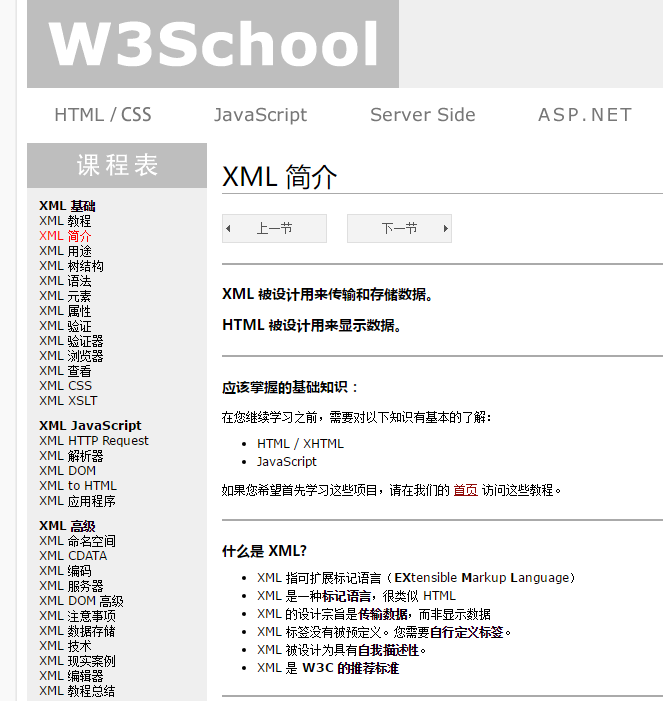 W3School
HTML / CSS
JavaScript
Server Side
ASP.NET
课程表
XML 基础
XML 教程
XML 简介
XML 用途
XML 树结构
XML 语法
XML 元素
XML 属性
XML 验证
XML 验证器
XML 浏览器
XML 查看
XML CSS
XML XSLT
XML JavaScript
XML HTTP Request
XML 解析器
XML DOM
XML to HTML
XML 应用程序
XML 高级
XML 命名空间
XML CDATA
XML 编码
XML 服务器
XML DOM 高级
XML 注意事项
XML 数据存储
XML 技术
XML 现实案例
XML 编辑器
XML 教程总结
XML 简介
上一节
下一节
XML 被设计用来传输和存储数据。
HTML 被设计用来显示数据。
应该掌握的基础知识：
在您继续学习之前，需要对以下知识有基本的了解：
• HTML / XHTML
• JavaScript
如果您希望首先学习这些项目，请在我们的 首页 访问这些教程。
什么是 XML?
• XML 指可扩展标记语言（EXtensible Markup Language）
• XML 是一种标记语言，很类似 HTML
• XML 的设计宗旨是传输数据，而非显示数据
• XML 标签没有被预定义。您需要自行定义标签。
• XML 被设计为具有自我描述性。
• XML 是 W3C 的推荐标准